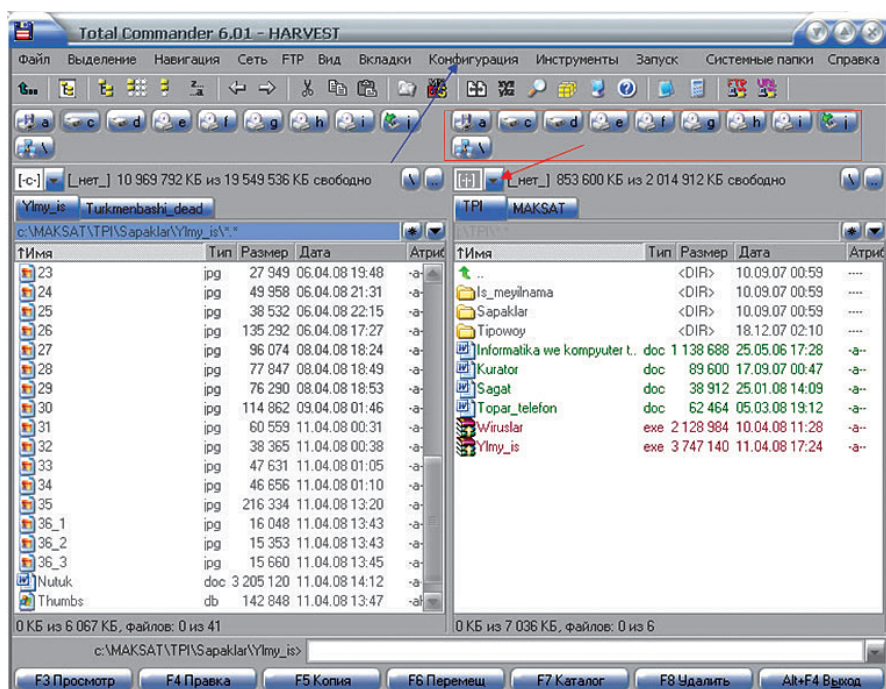 Total Commander 6.01 - HARVEST
Файл Выделение Навигация Сеть FTP Вид Вкладки Конфигурация Инструменты Запуск Системные папки Справка
a c d e f g h i j
\
a c d e f g h i j
\
[-c-] [_нет_] 10 969 792 КБ из 19 549 536 КБ свободно \ ..
[-j-] [_нет_] 853 600 КБ из 2 014 912 КБ свободно \ ..
Ylmy_is Turkmenbashi_dead
TPI MAKSAT
c:\MAKSAT\TPI\Sapaklar\Ylmy_is\*.*
j:\TPI\*.*
↑Имя Тип Размер Дата Атриб
23 jpg 27 949 06.04.08 19:48 -a-
24 jpg 49 958 06.04.08 21:31 -a-
25 jpg 38 532 06.04.08 22:15 -a-
26 jpg 135 292 06.04.08 17:27 -a-
27 jpg 96 074 08.04.08 18:24 -a-
28 jpg 77 847 08.04.08 18:49 -a-
29 jpg 76 290 08.04.08 18:53 -a-
30 jpg 114 862 09.04.08 01:46 -a-
31 jpg 60 559 11.04.08 00:31 -a-
32 jpg 38 365 11.04.08 00:38 -a-
33 jpg 47 631 11.04.08 01:05 -a-
34 jpg 46 656 11.04.08 01:10 -a-
35 jpg 216 334 11.04.08 13:20 -a-
36_1 jpg 16 048 11.04.08 13:43 -a-
36_2 jpg 15 353 11.04.08 13:43 -a-
36_3 jpg 15 660 11.04.08 13:45 -a-
Nutuk doc 3 205 120 11.04.08 14:12 -a-
Thumbs db 142 848 11.04.08 13:47 -ah
↑Имя Тип Размер Дата Атриб
.. <DIR> 10.09.07 00:59 ----
Is_meyilnama <DIR> 10.09.07 00:59 ----
Sapaklar <DIR> 10.09.07 00:59 ----
Tipowoy <DIR> 18.12.07 02:10 ----
Informatika we kompyuter t.. doc 1 138 688 25.05.06 17:28 -a--
Kurator doc 89 600 17.09.07 00:47 -a--
Sagat doc 38 912 25.01.08 14:09 -a--
Topar_telefon doc 62 464 05.03.08 19:12 -a--
Wiruslar exe 2 128 984 10.04.08 11:28 -a--
Ylmy_is exe 3 747 140 11.04.08 17:24 -a--
0 КБ из 6 067 КБ, файлов: 0 из 41
0 КБ из 7 036 КБ, файлов: 0 из 6
c:\MAKSAT\TPI\Sapaklar\Ylmy_is>
F3 Просмотр F4 Правка F5 Копия F6 Перемещ F7 Каталог F8 Удалить Alt+F4 Выход